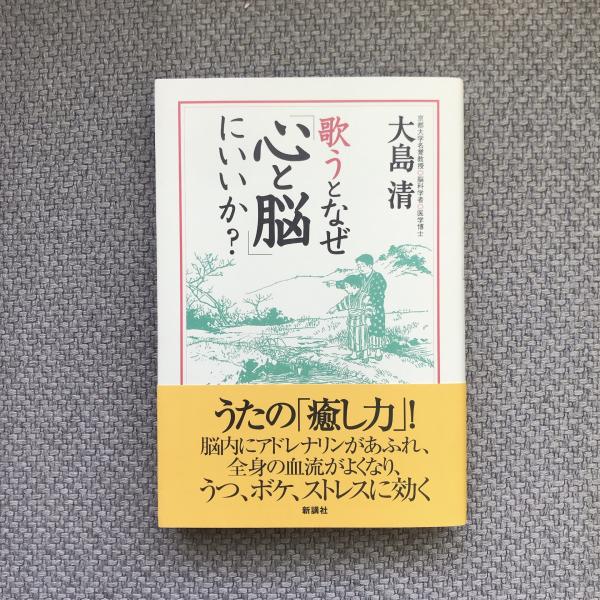 京都大学名誉教授○脳科学者○医学博士
大島 清
歌うとなぜ
「心と脳」
にいいか?
うたの「癒し力」!
脳内にアドレナリンがあふれ、
全身の血流がよくなり、
うつ、ボケ、ストレスに効く
新講社